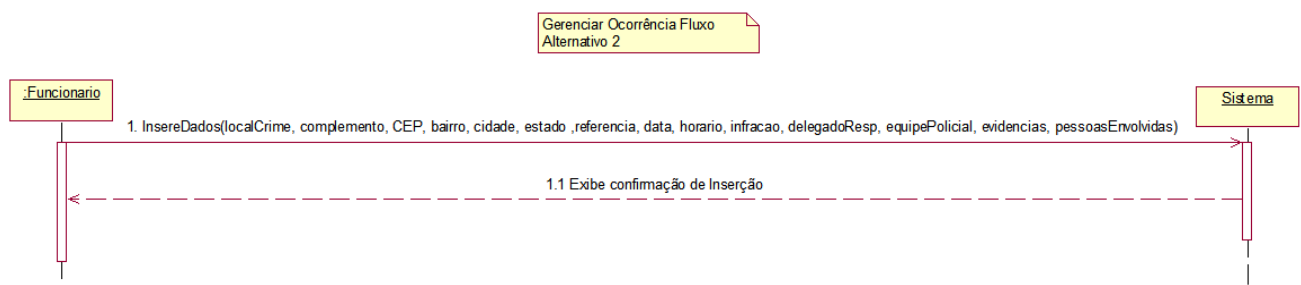 Gerenciar Ocorrência Fluxo
Alternativo 2
:Funcionario
Sistema
1. InsereDados(localCrime, complemento, CEP, bairro, cidade, estado ,referencia, data, horario, infracao, delegadoResp, equipePolicial, evidencias, pessoasEnvolvidas)
1.1 Exibe confirmação de Inserção